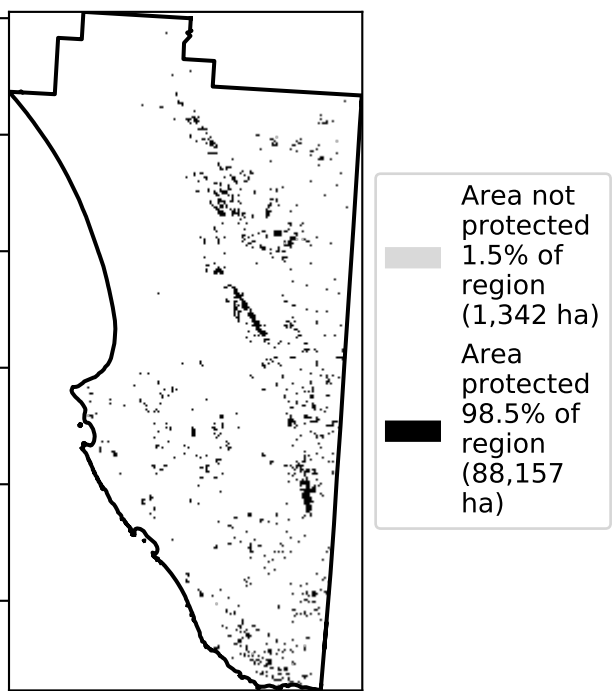 Area not
protected
1.5% of
region
(1,342 ha)
Area
protected
98.5% of
region
(88,157
ha)